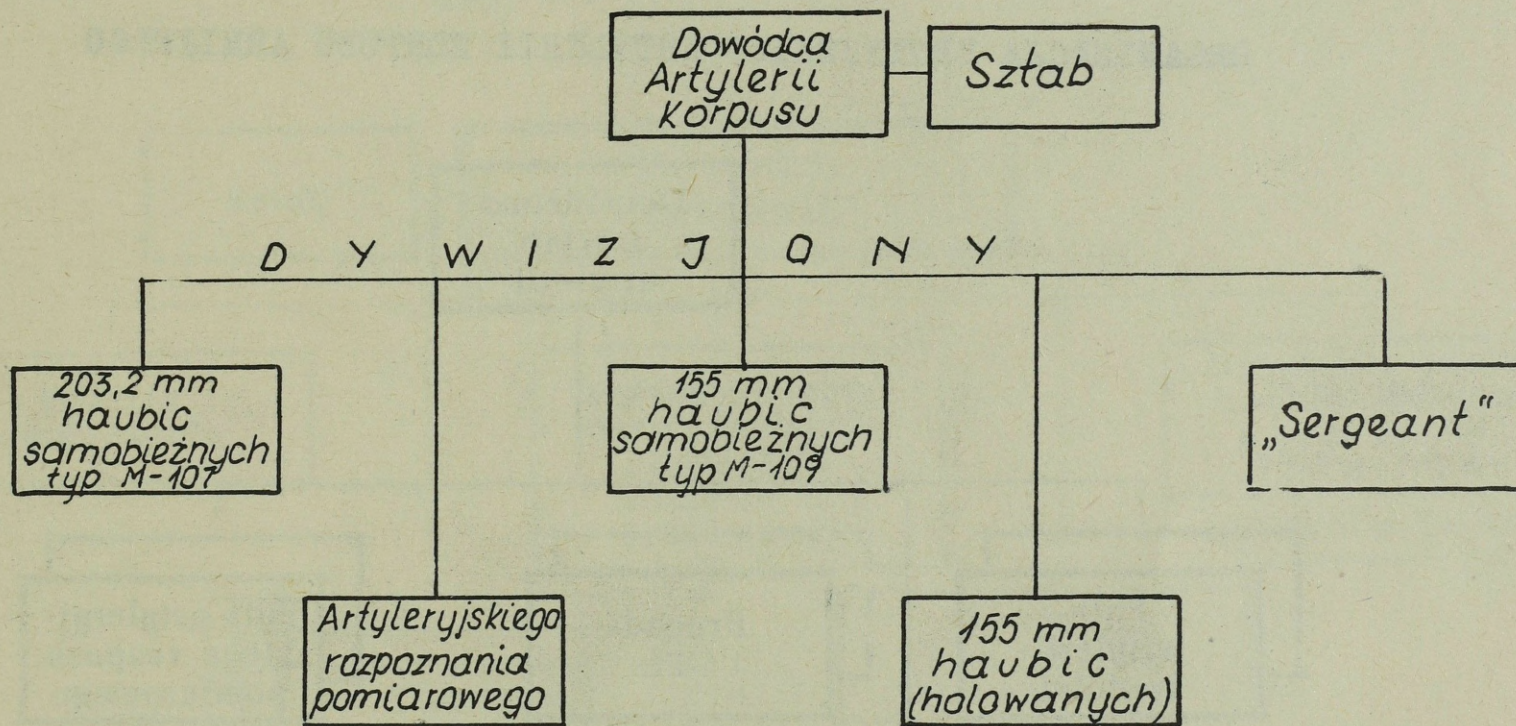 Dowódca
Artylerii
Korpusu
Sztab
DYWIZJONY
203,2 mm
haubic
samobieżnych
typ M-107
155 mm
haubic
samobieżnych
typ M-109
„Sergeant“
Artyleryjskiego
rozpoznania
pomiarowego
155 mm
haubic
(holowanych)